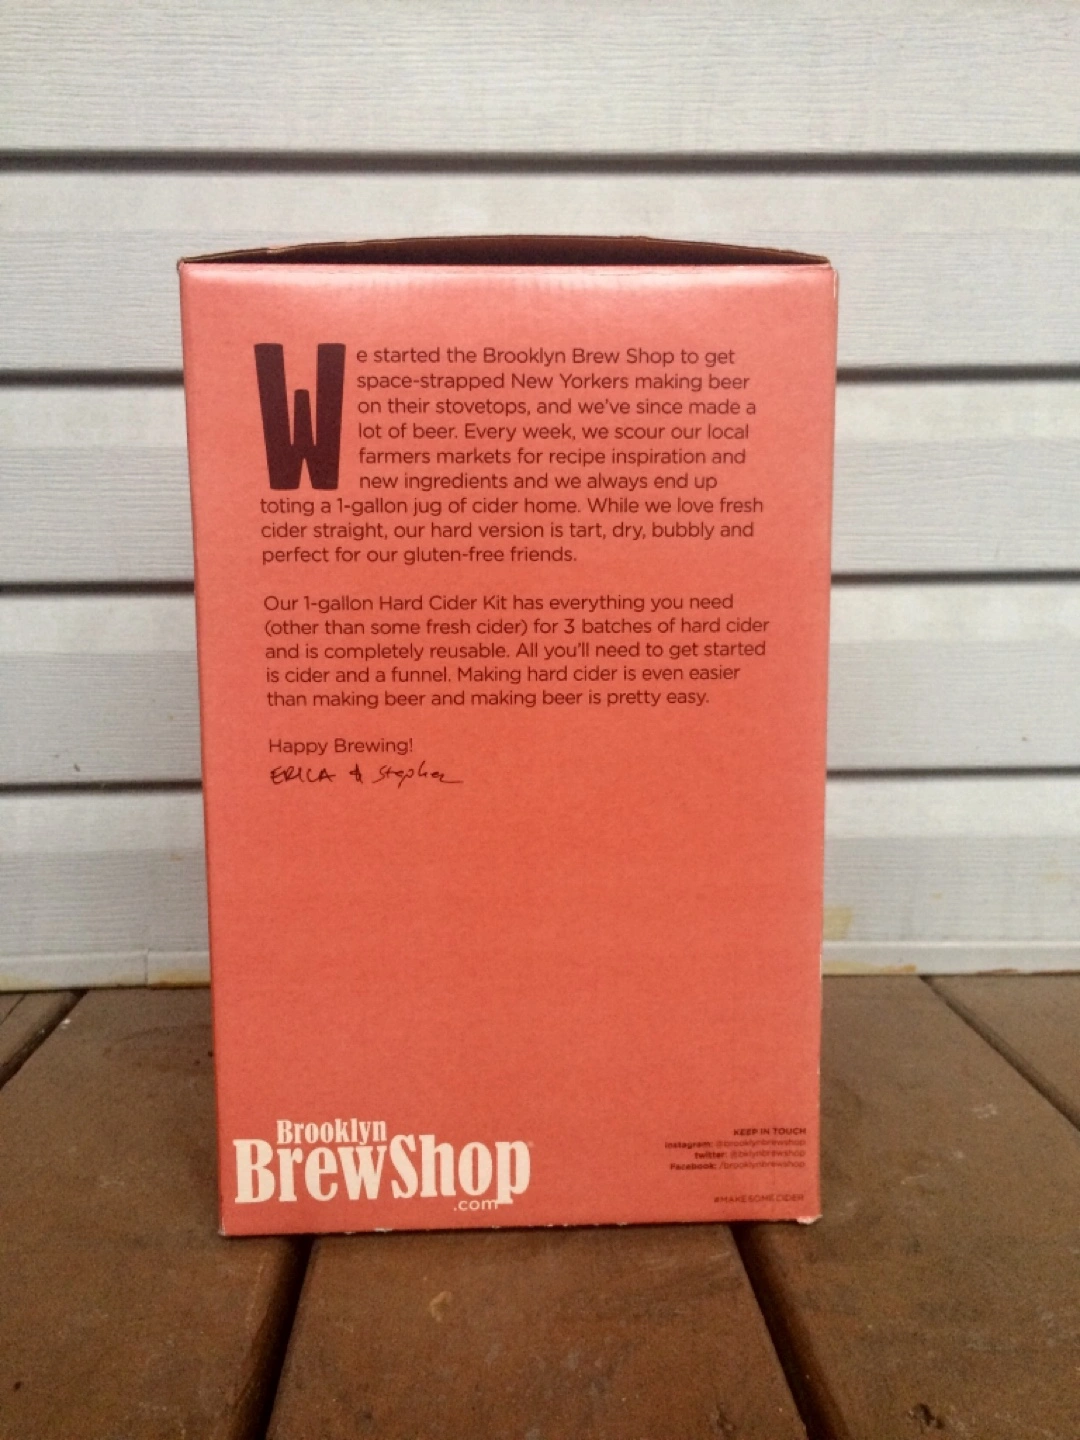 We started the Brooklyn Brew Shop to get
space-strapped New Yorkers making beer
on their stovetops, and we've since made a
lot of beer. Every week, we scour our local
farmers markets for recipe inspiration and
new ingredients and we always end up
toting a 1-gallon jug of cider home. While we love fresh
cider straight, our hard version is tart, dry, bubbly and
perfect for our gluten-free friends.
Our 1-gallon Hard Cider Kit has everything you need
(other than some fresh cider) for 3 batches of hard cider
and is completely reusable. All you'll need to get started
is cider and a funnel. Making hard cider is even easier
than making beer and making beer is pretty easy.
Happy Brewing!
ERICA & Stephen
Brooklyn
BrewShop
.com
KEEP IN TOUCH
instagram: @brooklynbrewshop
twitter: @bklynbrewshop
Facebook: /brooklynbrewshop
#MAKESOMECIDER